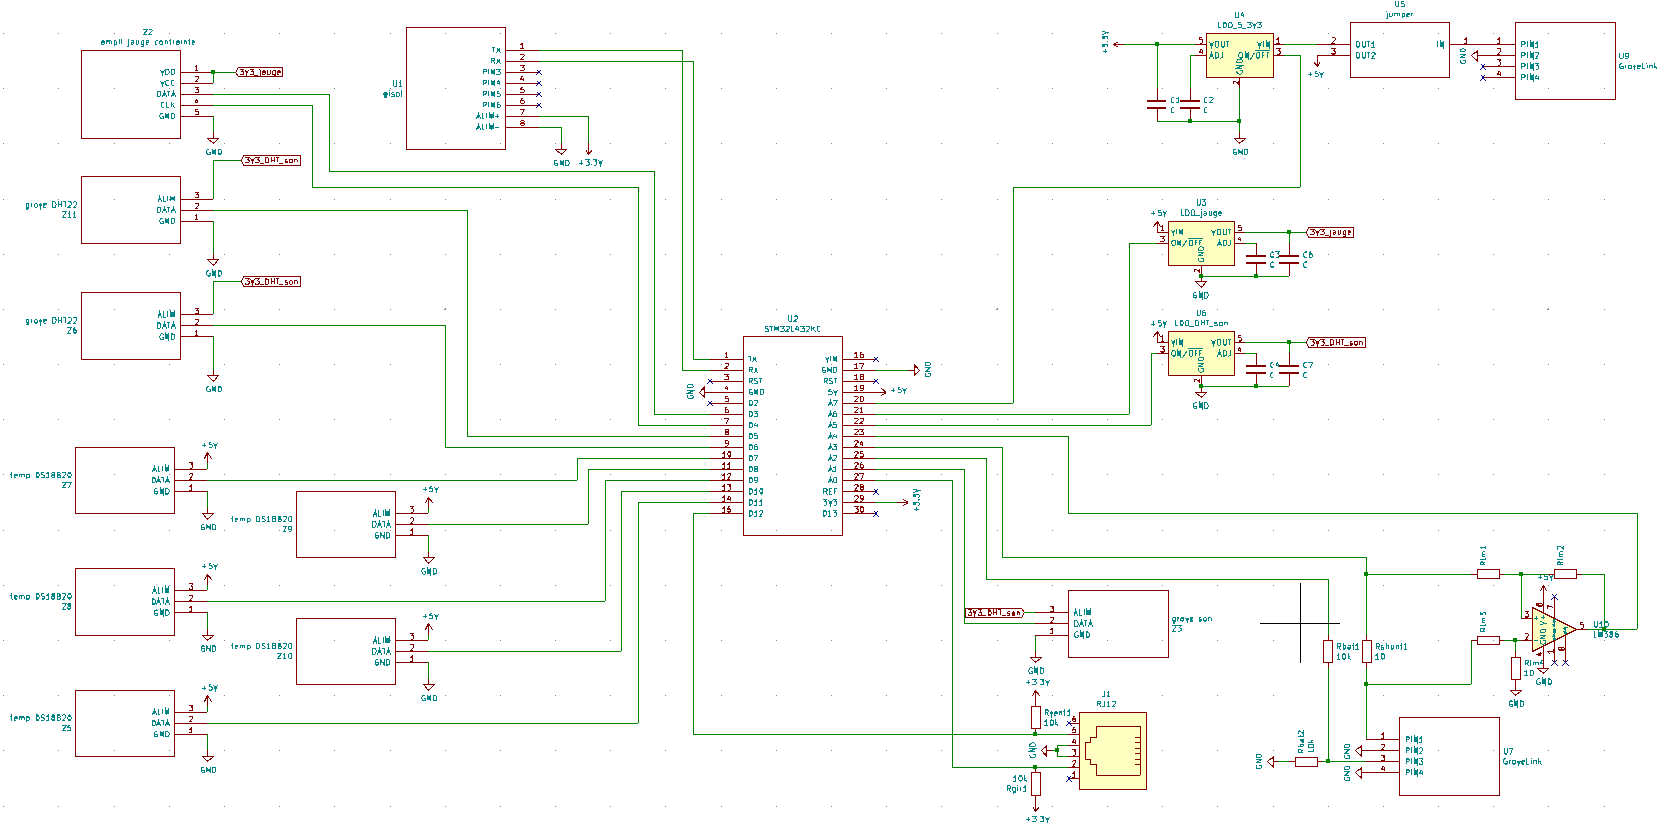 Z2
ampli jauge contrainte
VDD 1
VCC 2
DATA 3
CLK 4
GND 5
3V3_jauge
GND
U1
wisol
TX 1
RX 2
PIN3 3
PIN4 4
PIN5 5
PIN6 6
ALIM+ 7
ALIM- 8
GND
+3.3V
3V3_DHT_son
grove DHT22
Z11
ALIM 3
DATA 2
GND 1
GND
3V3_DHT_son
grove DHT22
Z6
ALIM 3
DATA 2
GND 1
GND
temp DS18B20
Z7
ALIM 3
DATA 2
GND 1
+5V
GND
temp DS18B20
Z9
ALIM 3
DATA 2
GND 1
+5V
GND
temp DS18B20
Z8
ALIM 3
DATA 2
GND 1
+5V
GND
temp DS18B20
Z10
ALIM 3
DATA 2
GND 1
+5V
GND
temp DS18B20
Z5
ALIM 3
DATA 2
GND 1
+5V
GND
U2
STM32L432KC
1 TX
2 RX
3 RST
4 GND
5 D2
6 D3
7 D4
8 D5
9 D6
10 D7
11 D8
12 D9
13 D10
14 D11
15 D12
GND
VIN 16
GND 17
RST 18
5V 19
A7 20
A6 21
A5 22
A4 23
A3 24
A2 25
A1 26
A0 27
REF 28
3V3 29
D13 30
GND
+5V
+3.3V
U4
LDO_5_3V3
+3.3V
5 VOUT
4 ADJ
VIN 1
ON/OFF 3
GND
2
C1
C
C2
C
GND
U5
jumper
2 OUT1
3 OUT2
IN 1
+5V
U9
GroveLink
1 PIN1
2 PIN2
3 PIN3
4 PIN4
GND
U3
LDO_jauge
+5V
1 VIN
3 ON/OFF
VOUT 5
ADJ 4
GND
2
3V3_jauge
C3
C
C6
C
GND
U6
LDO_DHT_son
+5V
1 VIN
3 ON/OFF
VOUT 5
ADJ 4
GND
2
3V3_DHT_son
C4
C
C7
C
GND
3V3_DHT_son
3 ALIM
2 DATA
1 GND
grove son
Z3
GND
+3.3V
Rvent1
10k
J1
RJ12
6
5
4
3
2
1
GND
10k
Rgir1
+3.3V
Rbat1
10k
Rshunt1
10
Rbat2
10k
GND
Rlm1
Rlm2
Rlm3
Rlm4
10
GND
+5V
U10
LM386
3
2
5
6
7
4
1
8
V+
GND
GND
U7
GroveLink
1 PIN1
2 PIN2
3 PIN3
4 PIN4
GND
GND